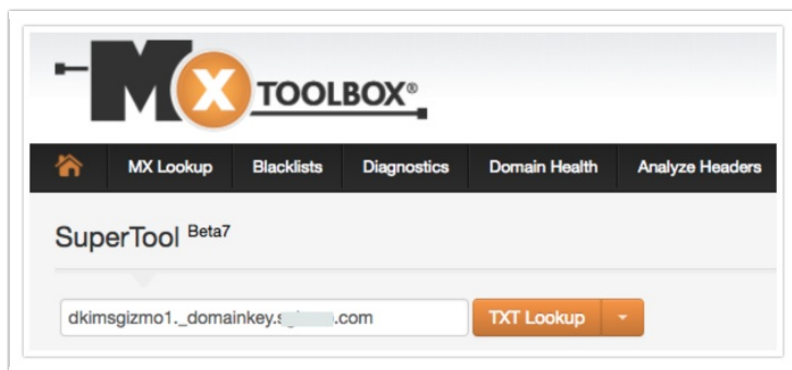 MX TOOLBOX®
MX Lookup Blacklists Diagnostics Domain Health Analyze Headers
SuperTool Beta7
dkimsgizmo1._domainkey.s .com TXT Lookup